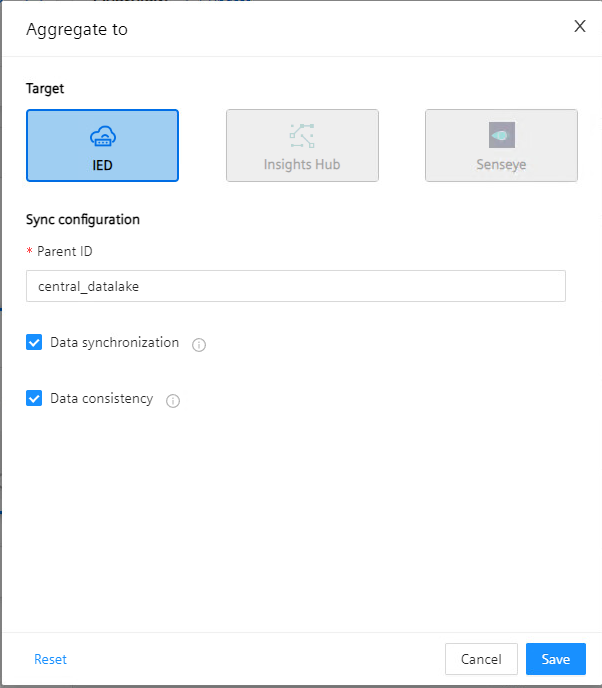 Aggregate to
Target
IED
Insights Hub
Senseye
Sync configuration
* Parent ID
central_datalake
Data synchronization
Data consistency
Reset
Cancel
Save